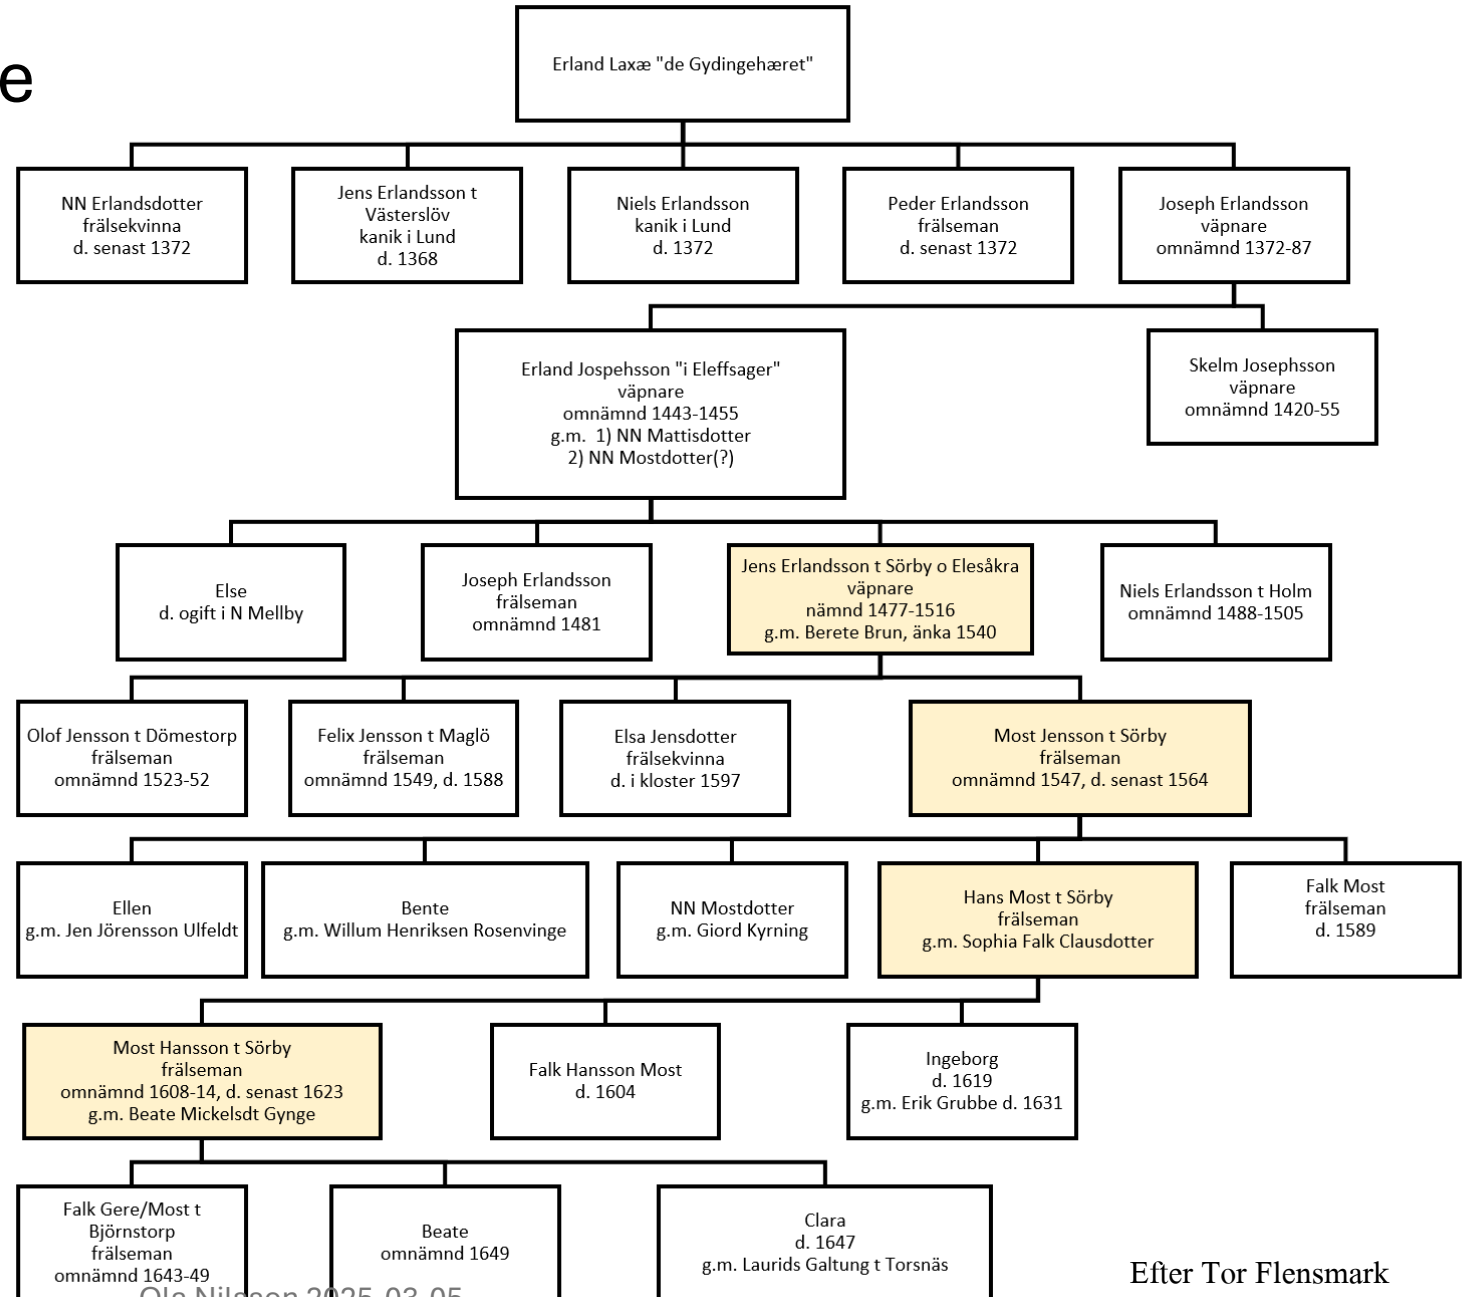 e
Erland Laxæ "de Gydingehæret"
NN Erlandsdotter
frälsekvinna
d. senast 1372
Jens Erlandsson t
Västerslöv
kanik i Lund
d. 1368
Niels Erlandsson
kanik i Lund
d. 1372
Peder Erlandsson
frälseman
d. senast 1372
Joseph Erlandsson
väpnare
omnämnd 1372-87
Erland Jospehsson "i Eleffsager"
väpnare
omnämnd 1443-1455
g.m. 1) NN Mattisdotter
2) NN Mostdotter(?)
Skelm Josephsson
väpnare
omnämnd 1420-55
Else
d. ogift i N Mellby
Joseph Erlandsson
frälseman
omnämnd 1481
Jens Erlandsson t Sörby o Elesåkra
väpnare
nämnd 1477-1516
g.m. Berete Brun, änka 1540
Niels Erlandsson t Holm
omnämnd 1488-1505
Olof Jensson t Dömestorp
frälseman
omnämnd 1523-52
Felix Jensson t Maglö
frälseman
omnämnd 1549, d. 1588
Elsa Jensdotter
frälsekvinna
d. i kloster 1597
Most Jensson t Sörby
frälseman
omnämnd 1547, d. senast 1564
Ellen
g.m. Jen Jörensson Ulfeldt
Bente
g.m. Willum Henriksen Rosenvinge
NN Mostdotter
g.m. Giord Kyrning
Hans Most t Sörby
frälseman
g.m. Sophia Falk Clausdotter
Falk Most
frälseman
d. 1589
Most Hansson t Sörby
frälseman
omnämnd 1608-14, d. senast 1623
g.m. Beate Mickelsdt Gynge
Falk Hansson Most
d. 1604
Ingeborg
d. 1619
g.m. Erik Grubbe d. 1631
Falk Gere/Most t
Björnstorp
frälseman
omnämnd 1643-49
Beate
omnämnd 1649
Clara
d. 1647
g.m. Laurids Galtung t Torsnäs
Efter Tor Flensmark
Ola Nilsson 2025-03-05